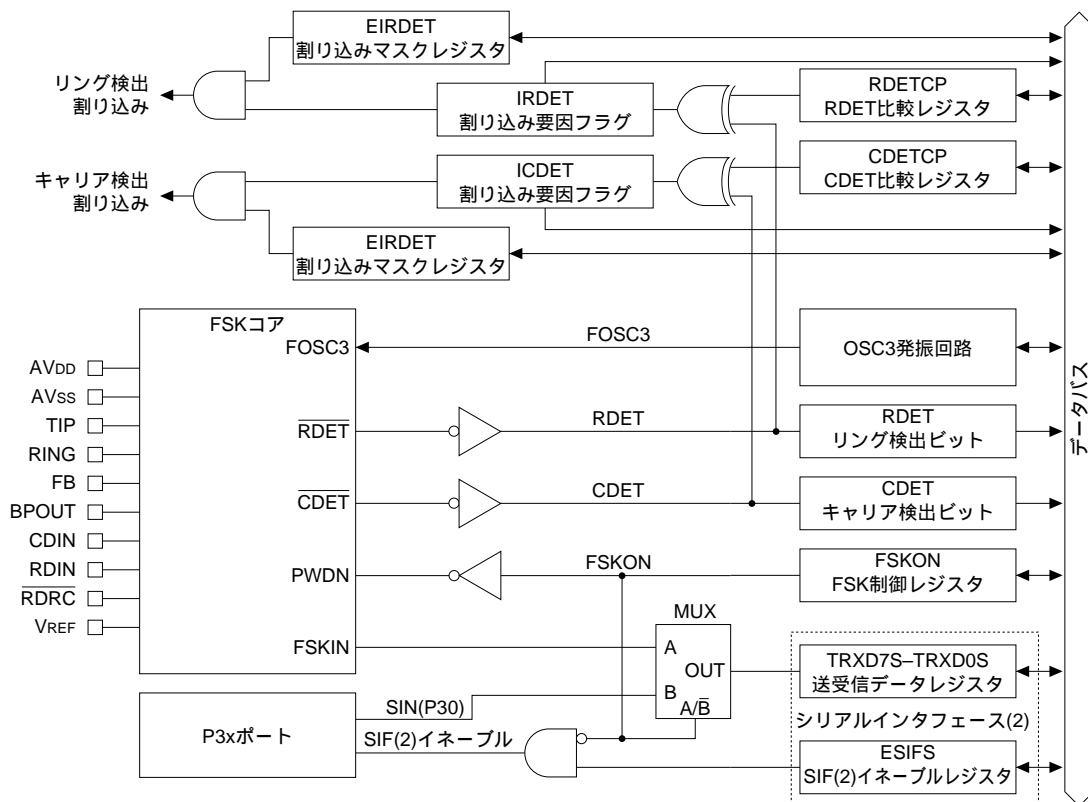 EIRDET
割り込みマスクレジスタ
リング検出
割り込み
IRDET
割り込み要因フラグ
RDETCP
RDET比較レジスタ
キャリア検出
割り込み
ICDET
割り込み要因フラグ
CDETCP
CDET比較レジスタ
EIRDET
割り込みマスクレジスタ
FSKコア
FOSC3
FOSC3
OSC3発振回路
データバス
AVDD
AVSS
TIP
RING
FB
BPOUT
CDIN
RDIN
R̅D̅R̅C̅
VREF
R̅D̅E̅T̅
RDET
RDET
リング検出ビット
C̅D̅E̅T̅
CDET
CDET
キャリア検出ビット
PWDN
FSKON
FSKON
FSK制御レジスタ
FSKIN
MUX
A
OUT
B
A/B̅
TRXD7S–TRXD0S
送受信データレジスタ
シリアルインタフェース(2)
P3xポート
SIN(P30)
SIF(2)イネーブル
ESIFS
SIF(2)イネーブルレジスタ